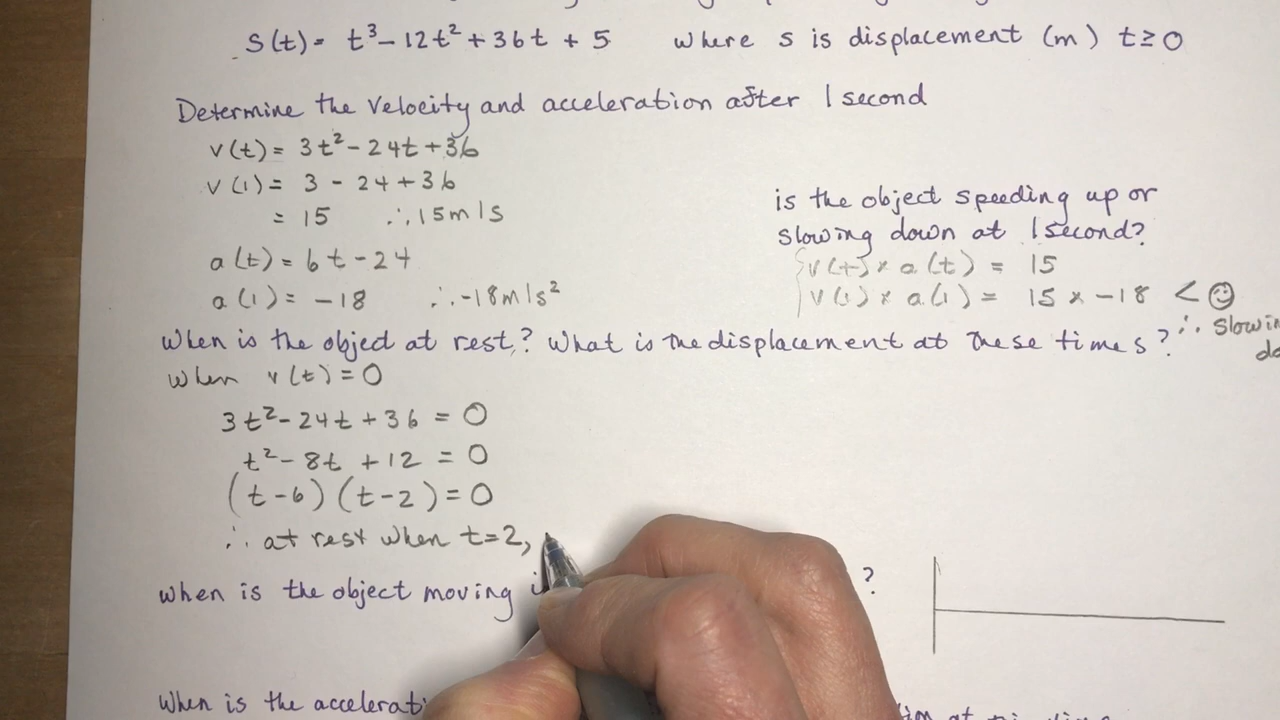 S(t) = t³ - 12t² + 36t + 5 where s is displacement (m) t ≥ 0
Determine the velocity and acceleration after 1 second
v(t) = 3t² - 24t + 36
v(1) = 3 - 24 + 36
= 15 ∴ 15 m/s
a(t) = 6t - 24
a(1) = -18 ∴ -18 m/s²
is the object speeding up or
slowing down at 1 second?
v(t) × a(t) = 15
v(1) × a(1) = 15 × -18 < ☺
∴ slowin
When is the object at rest? What is the displacement at these times?
when v(t) = 0
3t² - 24t + 36 = 0
t² - 8t + 12 = 0
(t - 6)(t - 2) = 0
∴ at rest when t = 2,
when is the object moving ?
When is the accelerati